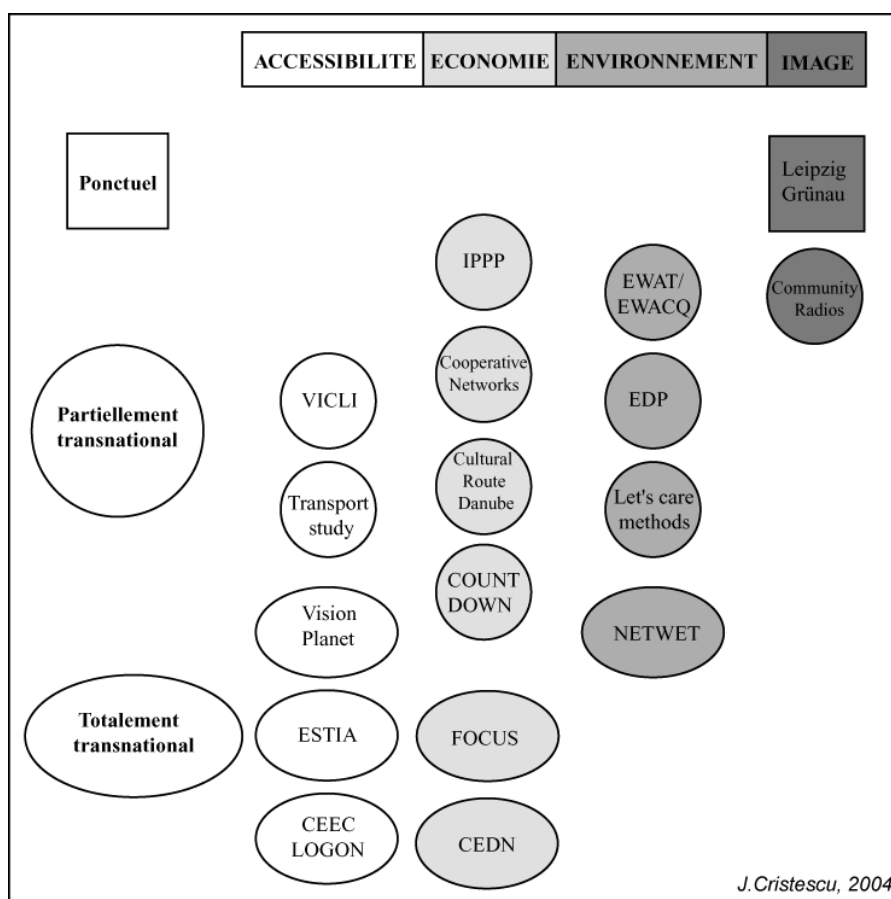 ACCESSIBILITE ECONOMIE ENVIRONNEMENT IMAGE
Ponctuel
Leipzig
Grünau
IPPP
EWAT/
EWACQ
Community
Radios
Cooperative
Networks
Partiellement
transnational
VICLI
EDP
Cultural
Route
Danube
Transport
study
Let's care
methods
COUNT
DOWN
Vision
Planet
NETWET
Totalement
transnational
ESTIA
FOCUS
CEEC
LOGON
CEDN
J.Cristescu, 2004